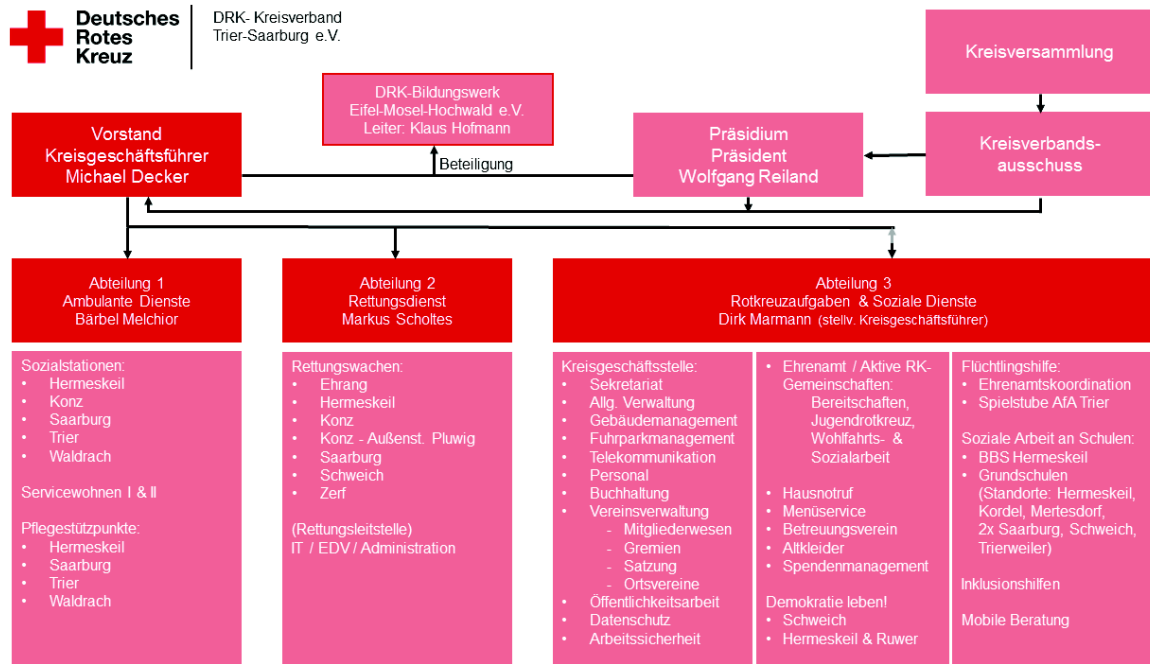 Deutsches
Rotes
Kreuz
DRK- Kreisverband
Trier-Saarburg e.V.
Kreisversammlung
DRK-Bildungswerk
Eifel-Mosel-Hochwald e.V.
Leiter: Klaus Hofmann
Vorstand
Kreisgeschäftsführer
Michael Decker
Beteiligung
Präsidium
Präsident
Wolfgang Reiland
Kreisverbands-
ausschuss
Abteilung 1
Ambulante Dienste
Bärbel Melchior
Abteilung 2
Rettungsdienst
Markus Scholtes
Abteilung 3
Rotkreuzaufgaben & Soziale Dienste
Dirk Marmann (stellv. Kreisgeschäftsführer)
Sozialstationen:
• Hermeskeil
• Konz
• Saarburg
• Trier
• Waldrach
Servicewohnen I & II
Pflegestützpunkte:
• Hermeskeil
• Saarburg
• Trier
• Waldrach
Rettungswachen:
• Ehrang
• Hermeskeil
• Konz
• Konz - Außenst. Pluwig
• Saarburg
• Schweich
• Zerf
(Rettungsleitstelle)
IT / EDV / Administration
Kreisgeschäftsstelle:
• Sekretariat
• Allg. Verwaltung
• Gebäudemanagement
• Fuhrparkmanagement
• Telekommunikation
• Personal
• Buchhaltung
• Vereinsverwaltung
- Mitgliederwesen
- Gremien
- Satzung
- Ortsvereine
• Öffentlichkeitsarbeit
• Datenschutz
• Arbeitssicherheit
• Ehrenamt / Aktive RK-
Gemeinschaften:
Bereitschaften,
Jugendrotkreuz,
Wohlfahrts- &
Sozialarbeit
• Hausnotruf
• Menüservice
• Betreuungsverein
• Altkleider
• Spendenmanagement
Demokratie leben!
• Schweich
• Hermeskeil & Ruwer
Flüchtlingshilfe:
• Ehrenamtskoordination
• Spielstube AfA Trier
Soziale Arbeit an Schulen:
• BBS Hermeskeil
• Grundschulen
(Standorte: Hermeskeil,
Kordel, Mertesdorf,
2x Saarburg, Schweich,
Trierweiler)
Inklusionshilfen
Mobile Beratung